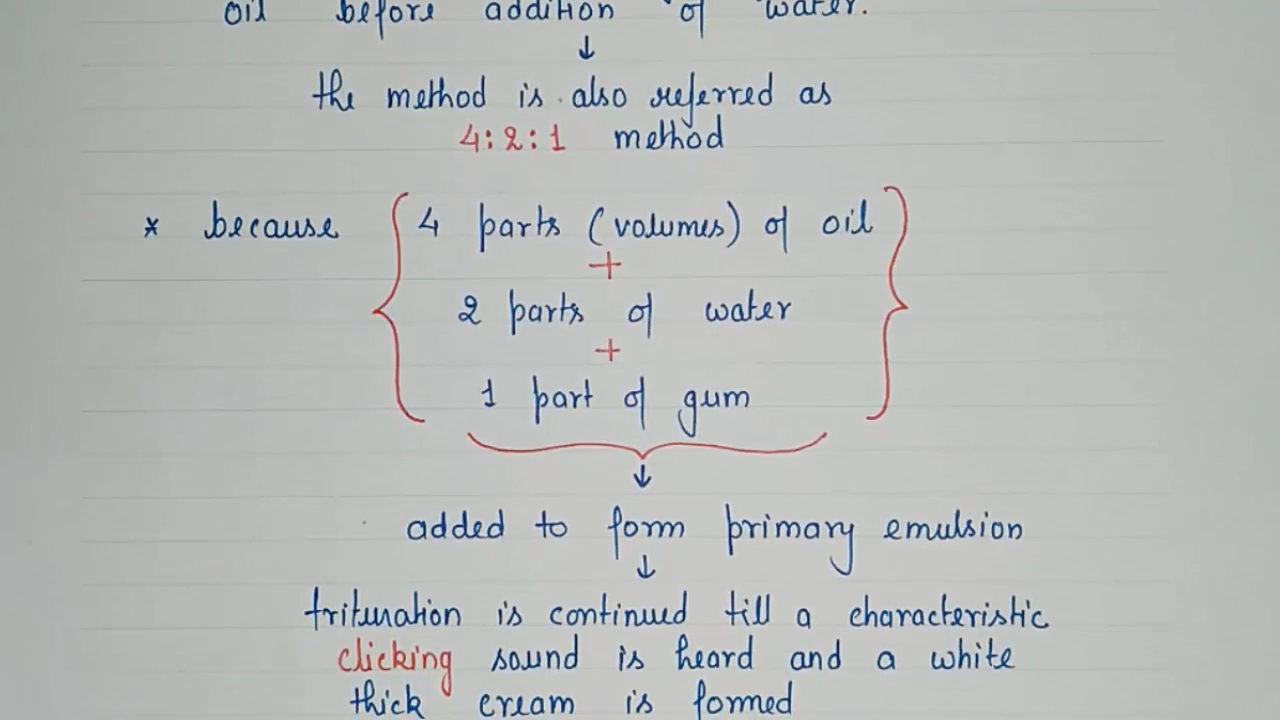 oil before addition of water.
↓
the method is also referred as
4:2:1 method
* because { 4 parts (volumes) of oil }
+
2 parts of water
+
1 part of gum
↓
added to form primary emulsion
↓
trituration is continued till a characteristic
clicking sound is heard and a white
thick cream is formed